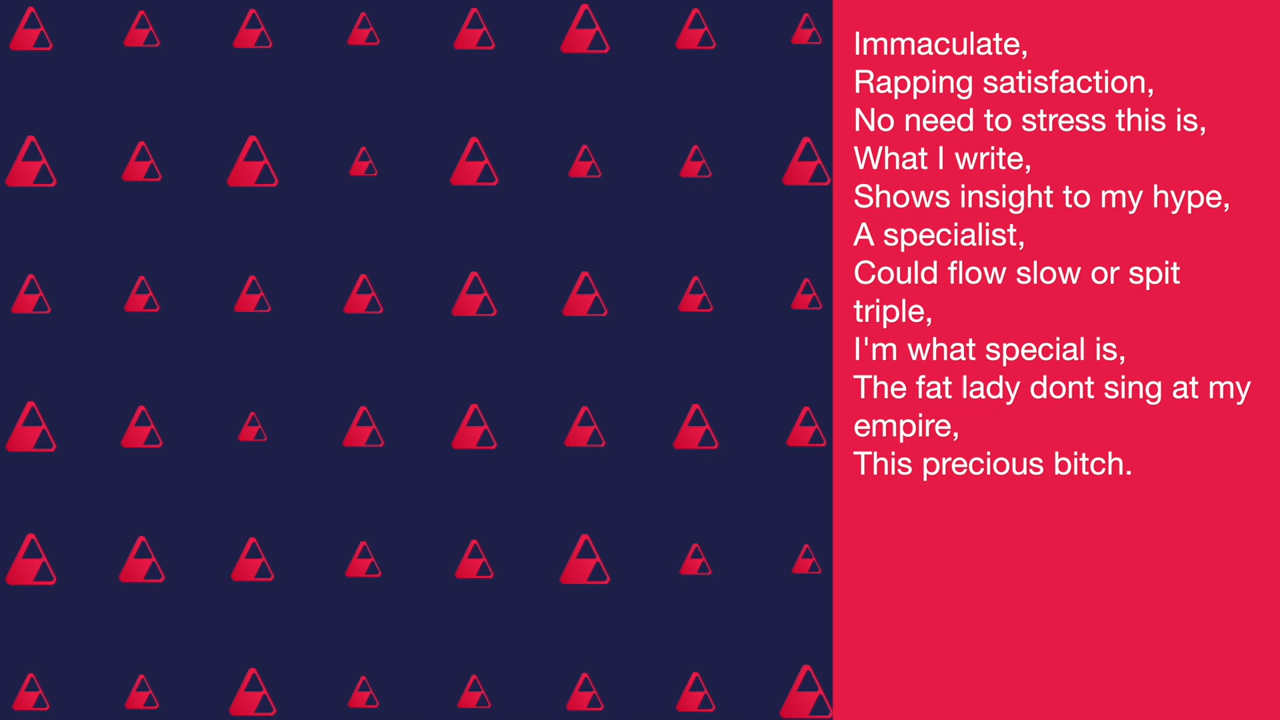 Immaculate,
Rapping satisfaction,
No need to stress this is,
What I write,
Shows insight to my hype,
A specialist,
Could flow slow or spit
triple,
I'm what special is,
The fat lady dont sing at my
empire,
This precious bitch.